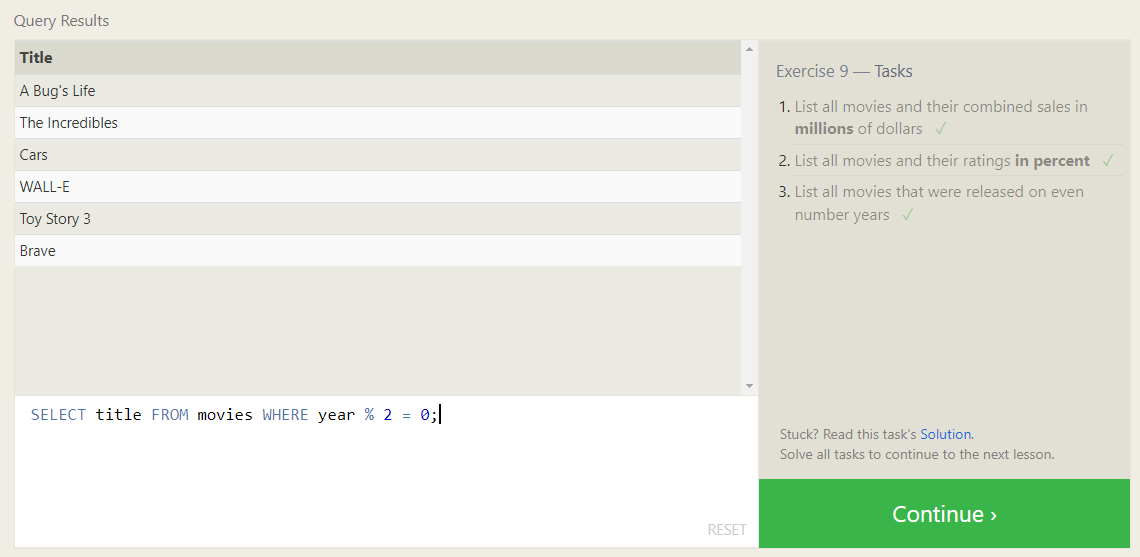 Query Results
Title
A Bug's Life
The Incredibles
Cars
WALL-E
Toy Story 3
Brave
SELECT title FROM movies WHERE year % 2 = 0;
RESET
Exercise 9 — Tasks
1. List all movies and their combined sales in
millions of dollars ✓
2. List all movies and their ratings in percent ✓
3. List all movies that were released on even
number years ✓
Stuck? Read this task's Solution.
Solve all tasks to continue to the next lesson.
Continue ›